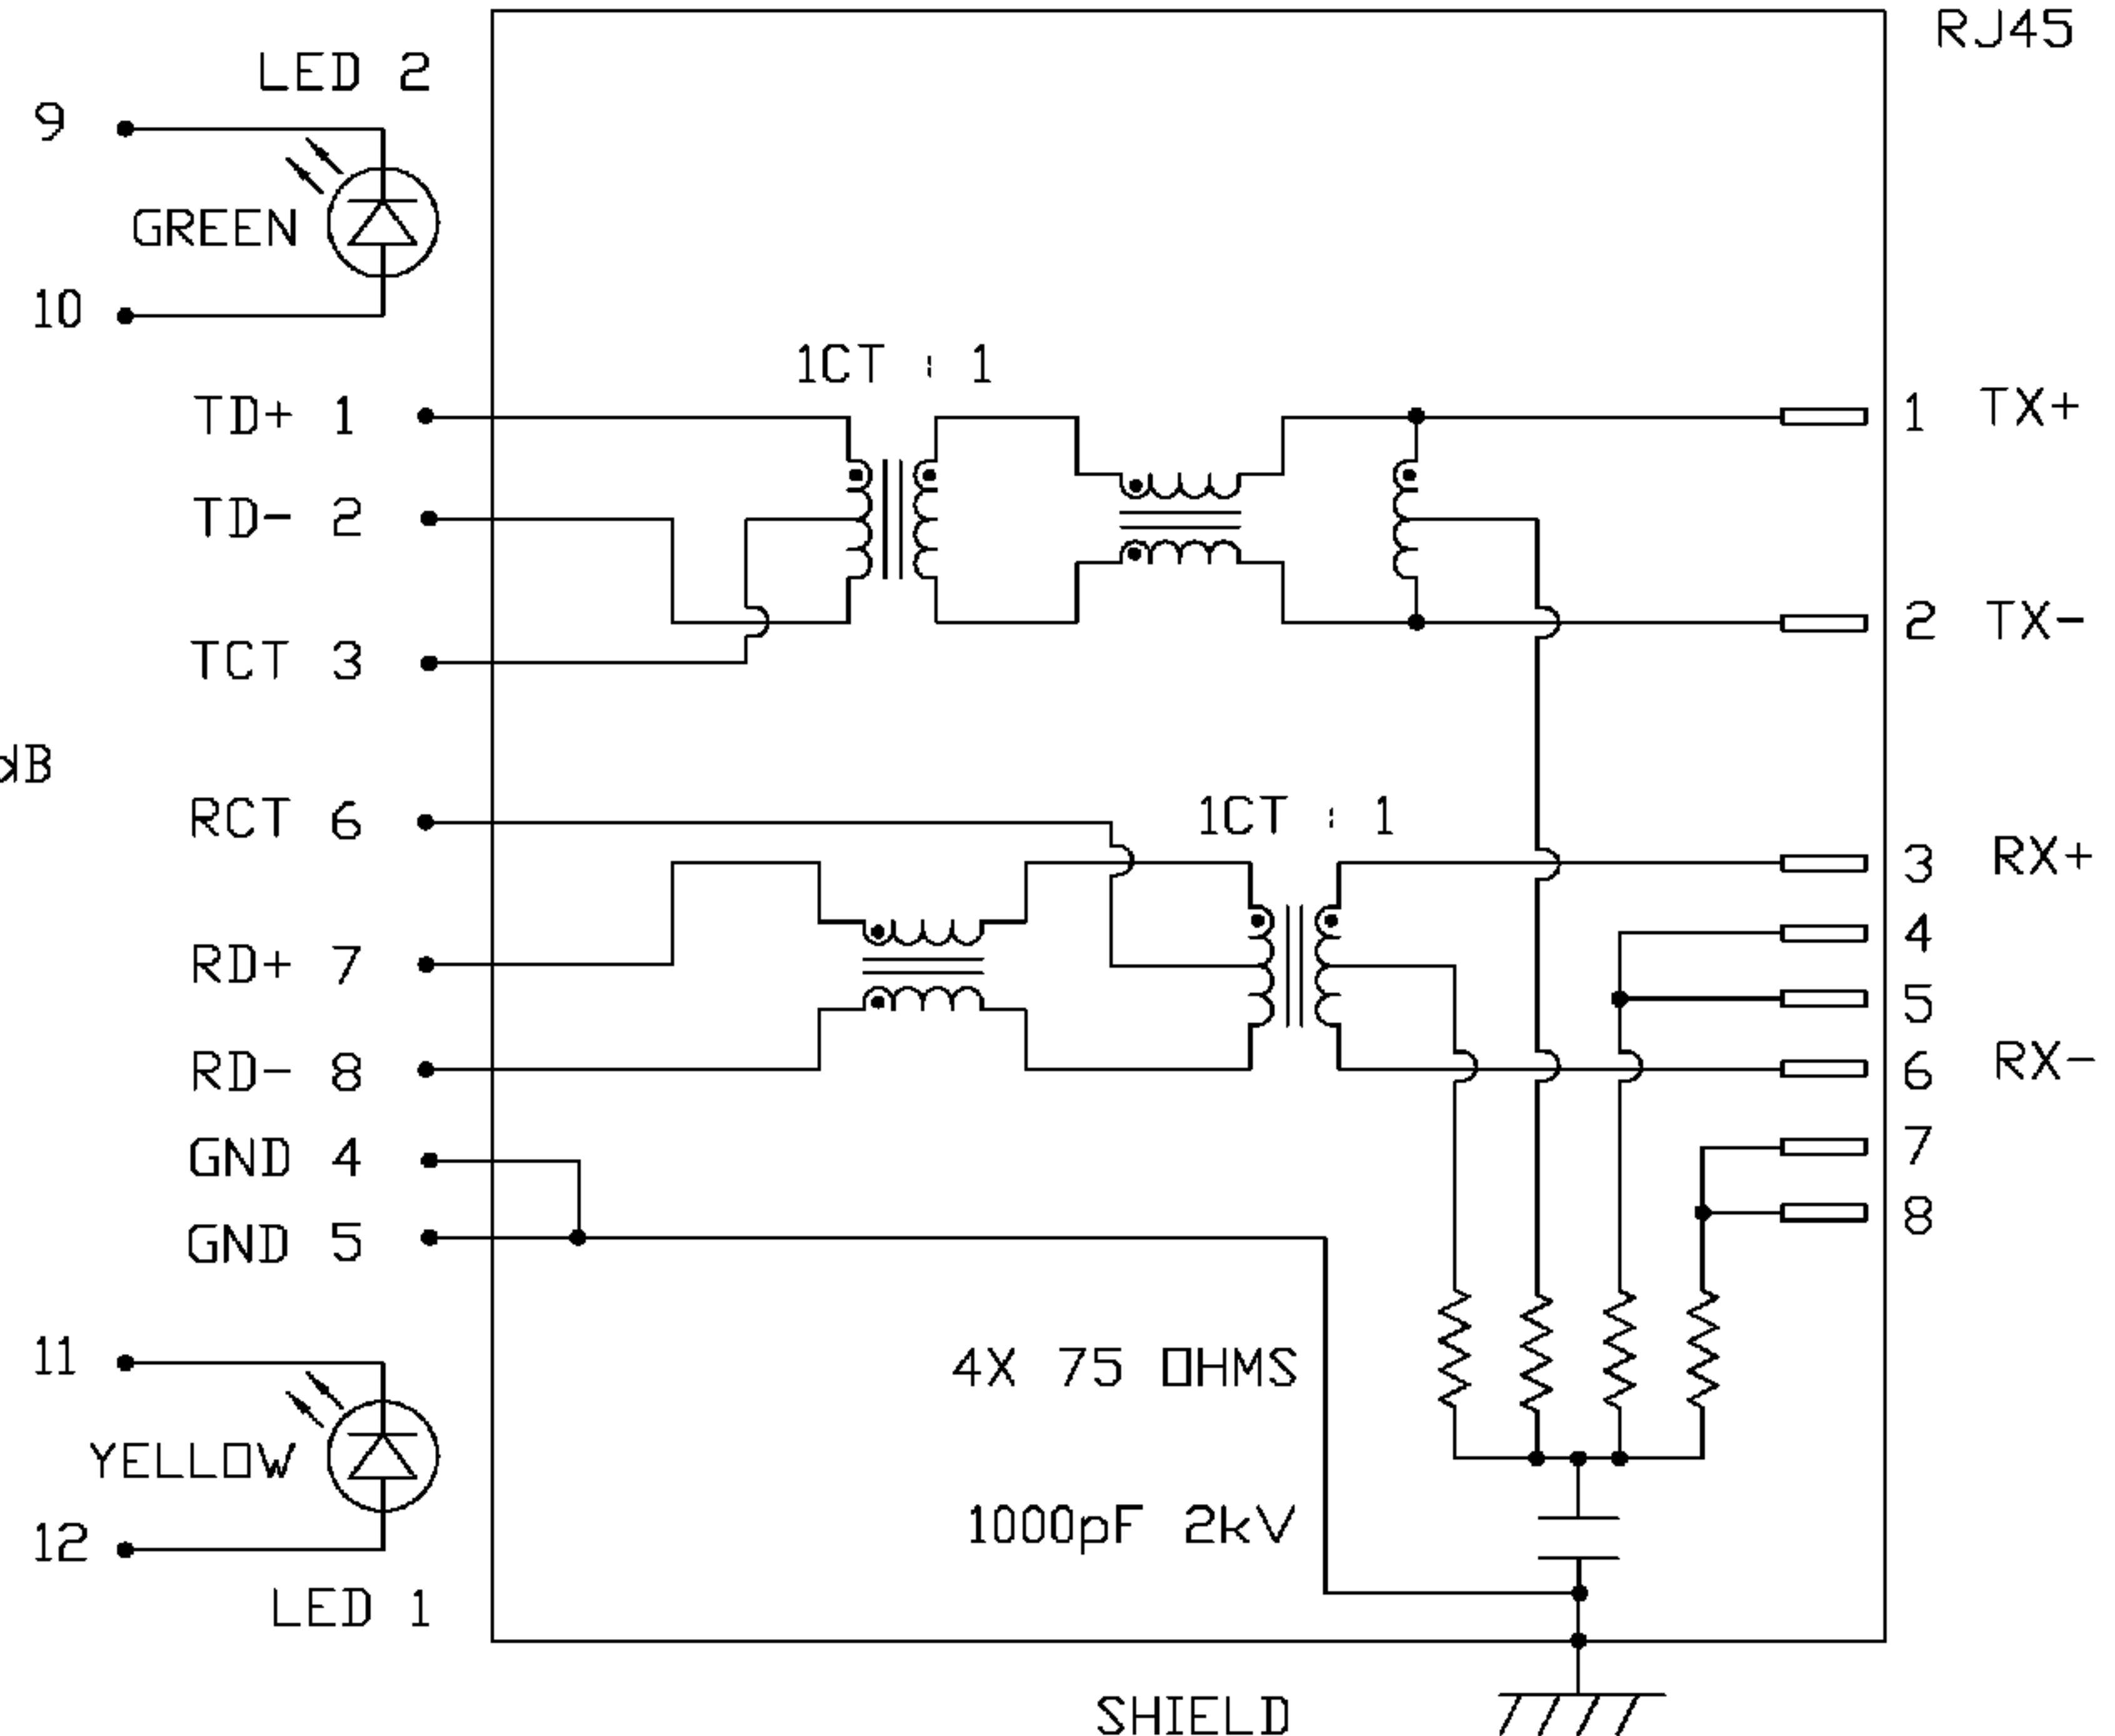 RJ45
LED 2
9
GREEN
10
1CT : 1
TD+ 1
1 TX+
TD- 2
2 TX-
TCT 3
dB
RCT 6
1CT : 1
3 RX+
4
RD+ 7
5
RD- 8
6 RX-
GND 4
7
8
GND 5
11
4X 75 OHMS
YELLOW
1000pF 2kV
12
LED 1
SHIELD